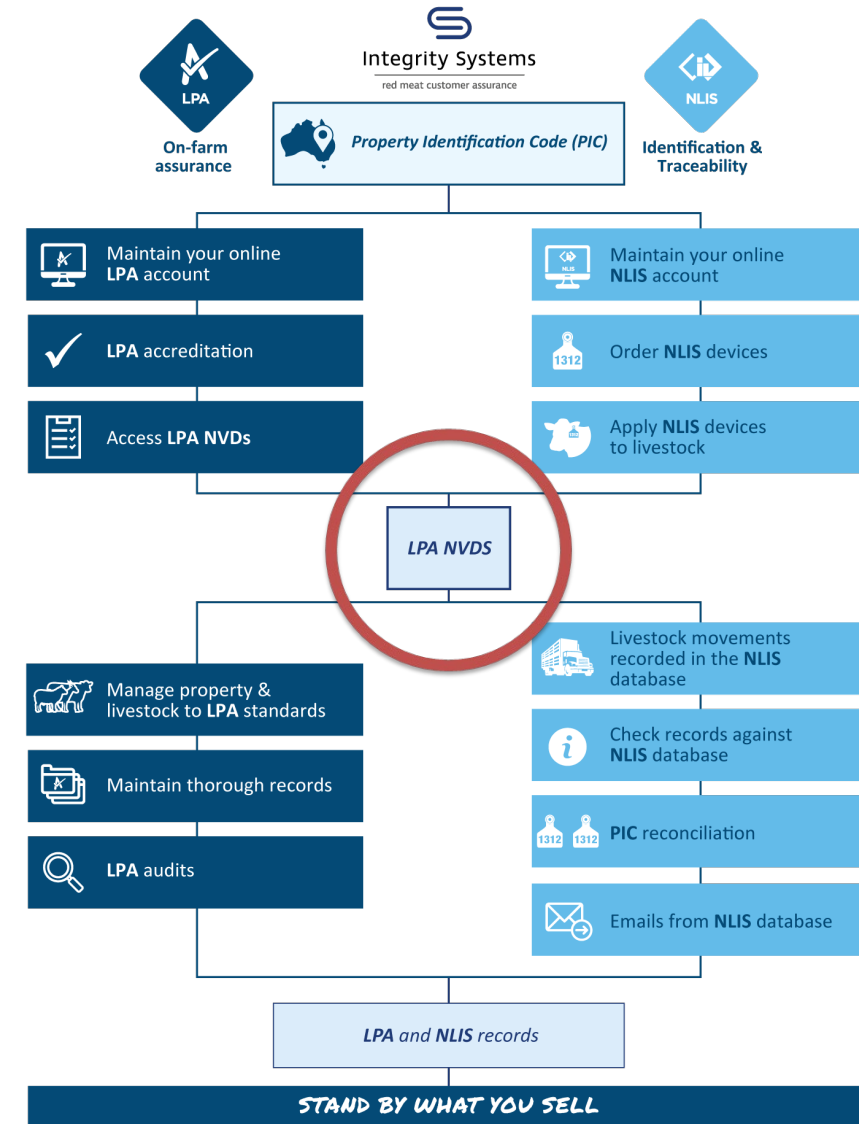 Integrity Systems
red meat customer assurance
LPA
On-farm
assurance
NLIS
Identification &
Traceability
Property Identification Code (PIC)
Maintain your online
LPA account
LPA accreditation
Access LPA NVDs
NLIS
Maintain your online
NLIS account
1312
Order NLIS devices
Apply NLIS devices
to livestock
LPA NVDS
Manage property &
livestock to LPA standards
Maintain thorough records
LPA audits
Livestock movements
recorded in the NLIS
database
i
Check records against
NLIS database
1312 1312
PIC reconciliation
Emails from NLIS database
LPA and NLIS records
STAND BY WHAT YOU SELL